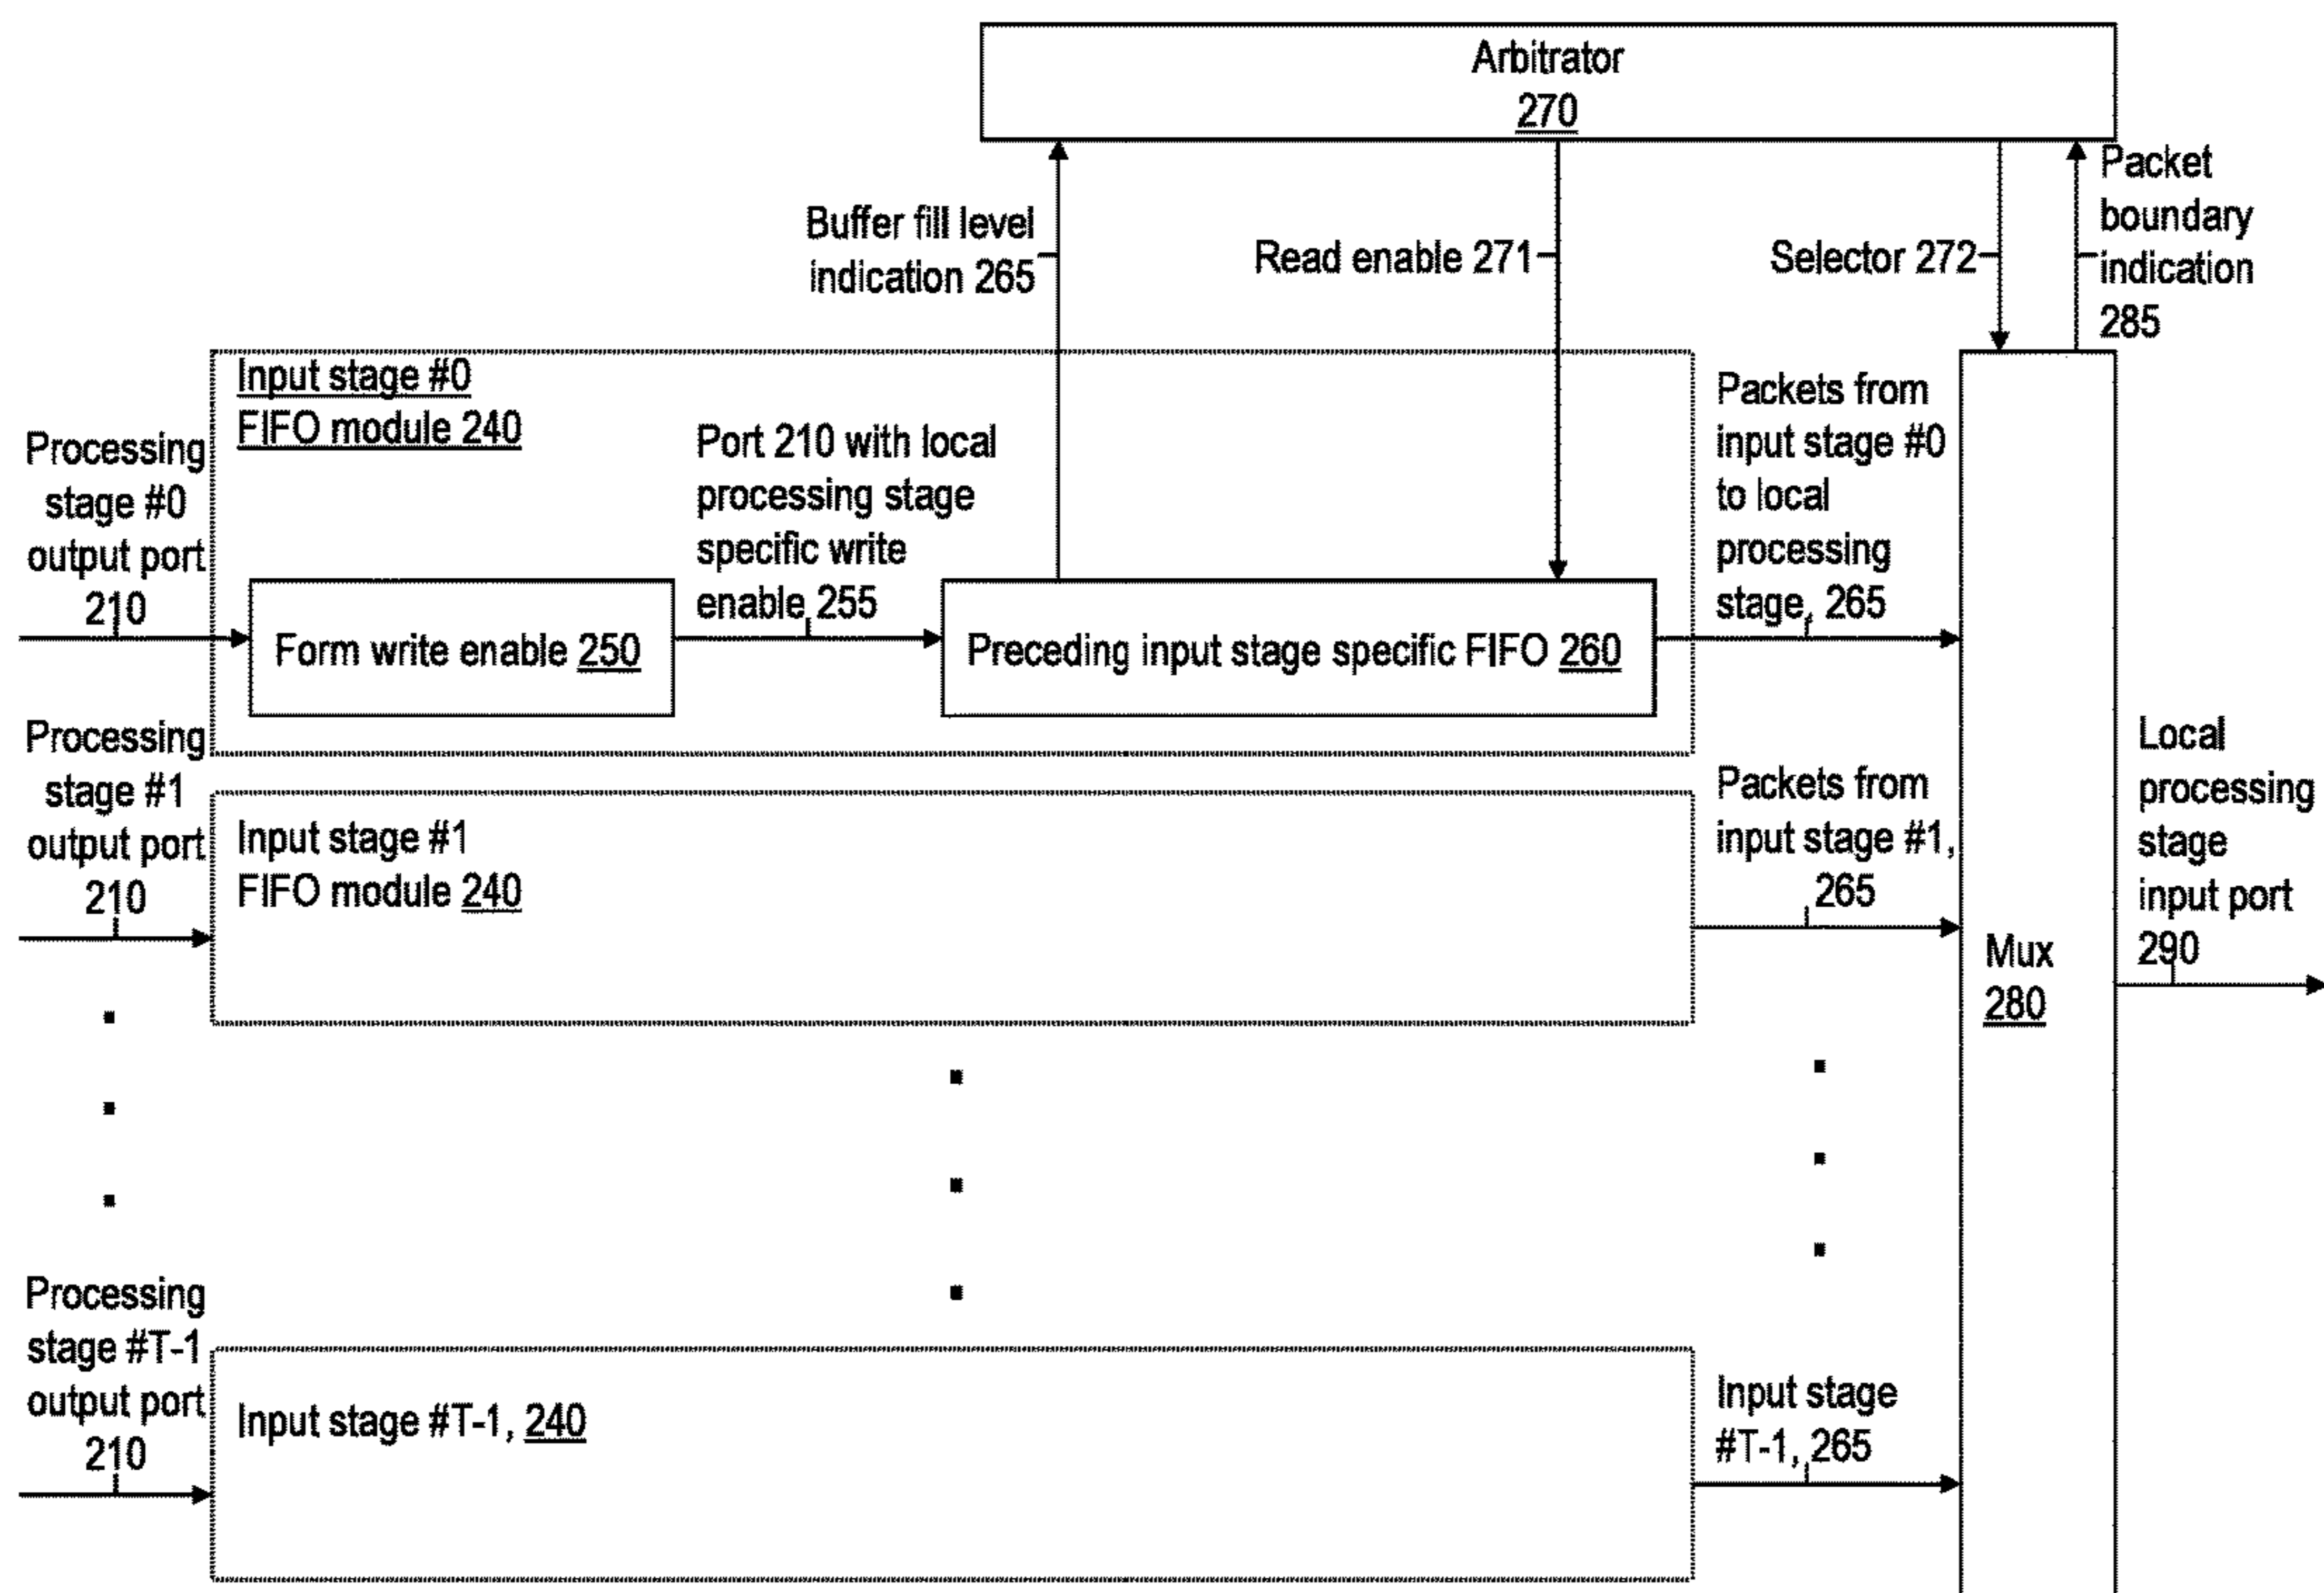 Arbitrator
270
Buffer fill level
indication 265
Read enable 271
Selector 272
Packet
boundary
indication
285
Input stage #0
FIFO module 240
Processing
stage #0
output port
210
Form write enable 250
Port 210 with local
processing stage
specific write
enable 255
Preceding input stage specific FIFO 260
Packets from
input stage #0
to local
processing
stage, 265
Processing
stage #1
output port
210
Input stage #1
FIFO module 240
Packets from
input stage #1,
265
Mux
280
Local
processing
stage
input port
290
Processing
stage #T-1
output port
210
Input stage #T-1, 240
Input stage
#T-1, 265